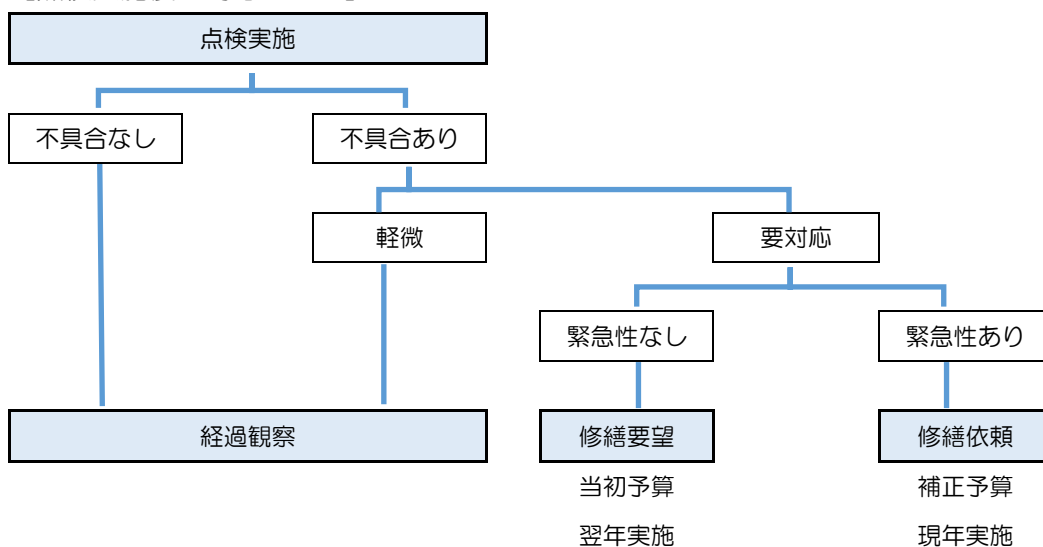 点検実施
不具合なし
不具合あり
軽微
要対応
緊急性なし
緊急性あり
経過観察
修繕要望
修繕依頼
当初予算
補正予算
翌年実施
現年実施